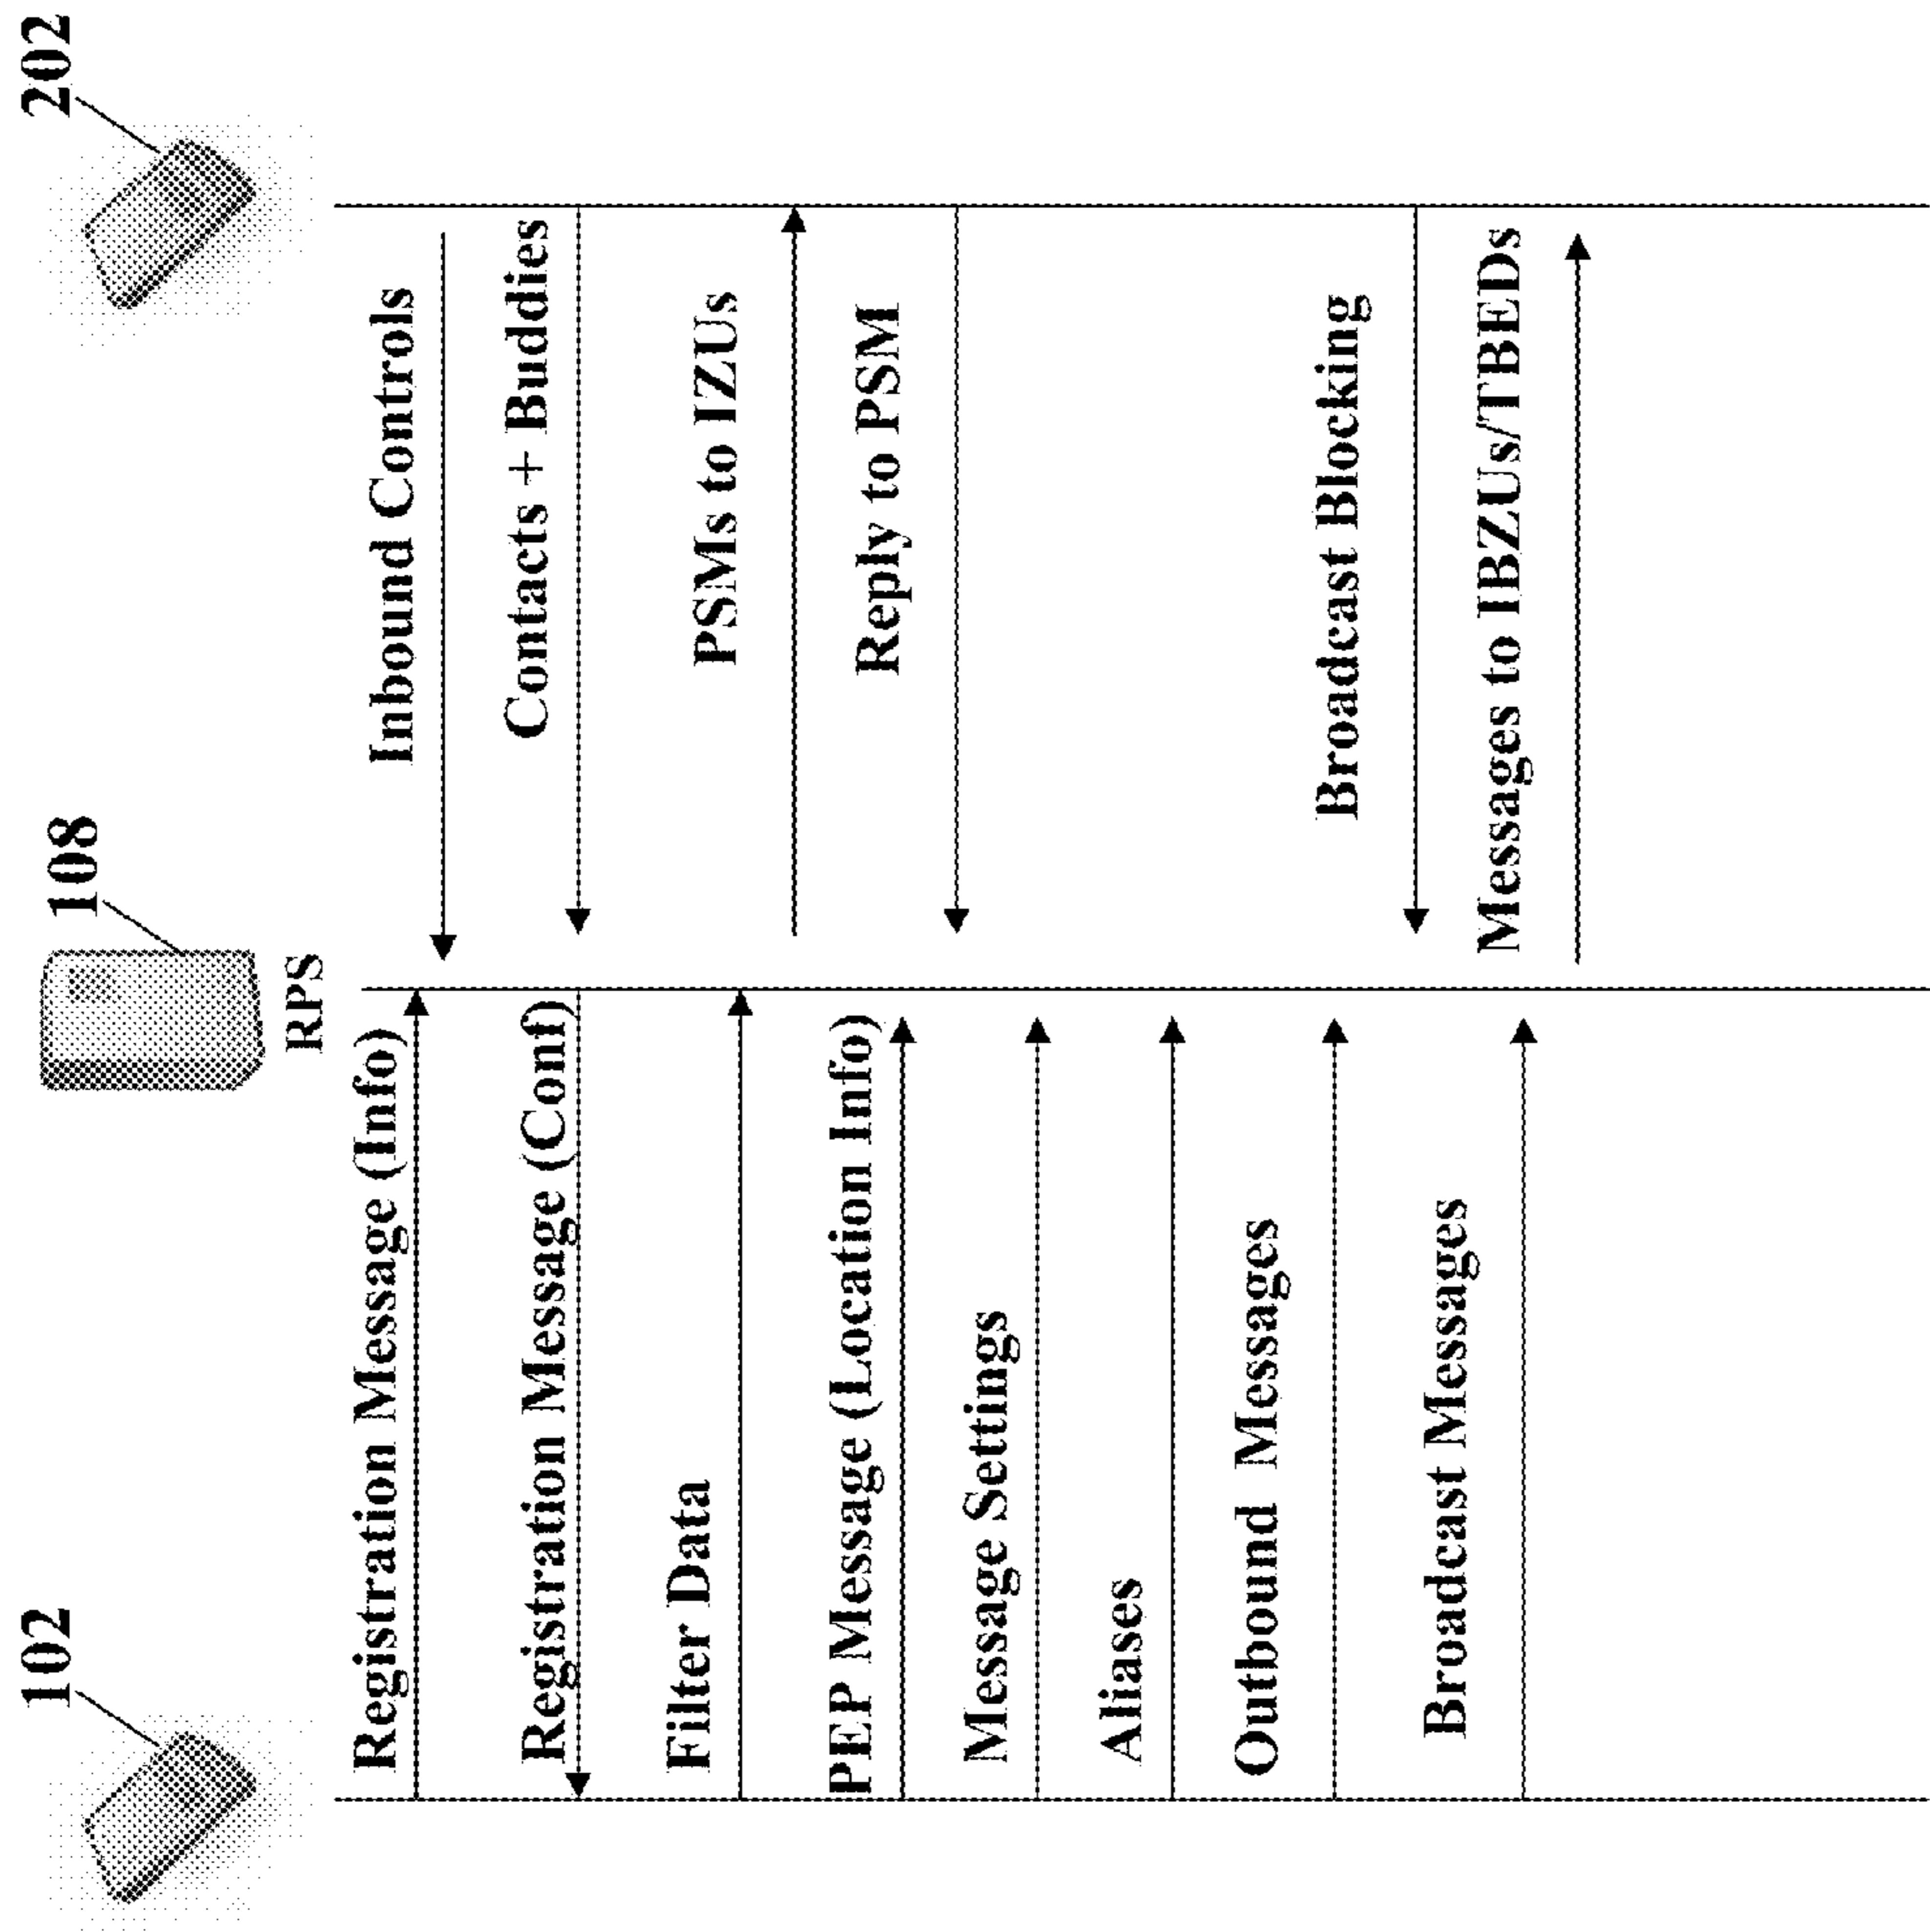 102
108
202
RPS
Registration Message (Info)
Inbound Controls
Registration Message (Conf)
Contacts + Buddies
Filter Data
PSMs to IZUs
PEP Message (Location Info)
Reply to PSM
Message Settings
Aliases
Outbound Messages
Broadcast Blocking
Broadcast Messages
Messages to IBZUs/TBEDs